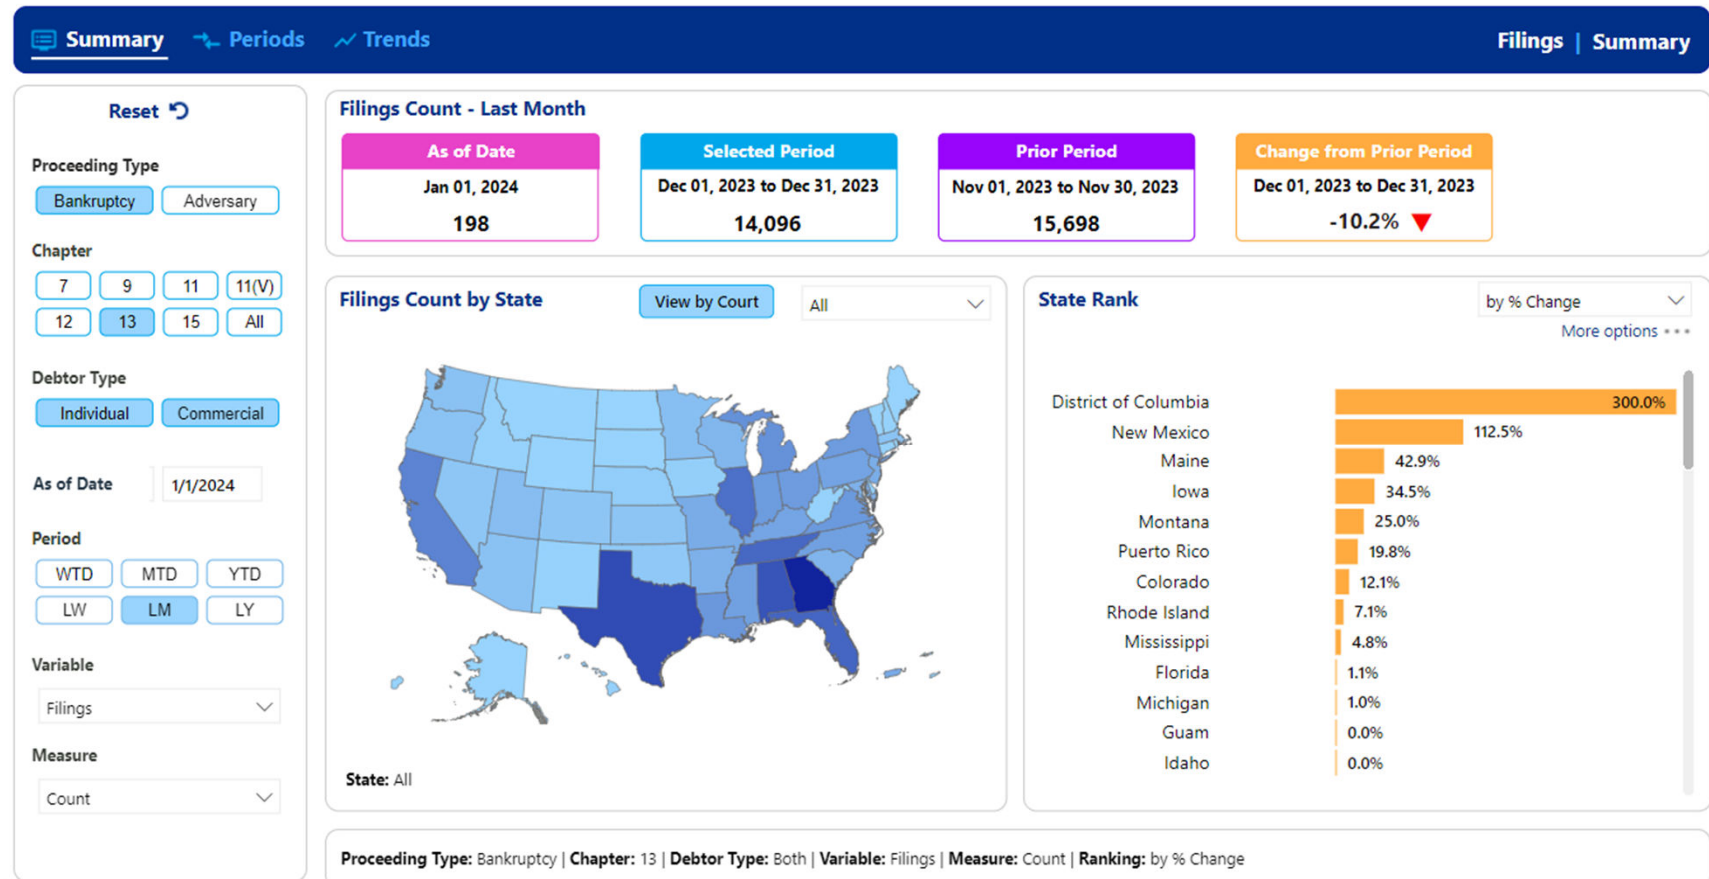 Summary Periods Trends
Filings | Summary
Reset
Proceeding Type
Bankruptcy Adversary
Chapter
7 9 11 11(V)
12 13 15 All
Debtor Type
Individual Commercial
As of Date 1/1/2024
Period
WTD MTD YTD
LW LM LY
Variable
Filings
Measure
Count
Filings Count - Last Month
As of Date
Jan 01, 2024
198
Selected Period
Dec 01, 2023 to Dec 31, 2023
14,096
Prior Period
Nov 01, 2023 to Nov 30, 2023
15,698
Change from Prior Period
Dec 01, 2023 to Dec 31, 2023
-10.2%
Filings Count by State
View by Court
All
State: All
State Rank
by % Change
More options
District of Columbia 300.0%
New Mexico 112.5%
Maine 42.9%
Iowa 34.5%
Montana 25.0%
Puerto Rico 19.8%
Colorado 12.1%
Rhode Island 7.1%
Mississippi 4.8%
Florida 1.1%
Michigan 1.0%
Guam 0.0%
Idaho 0.0%
Proceeding Type: Bankruptcy | Chapter: 13 | Debtor Type: Both | Variable: Filings | Measure: Count | Ranking: by % Change